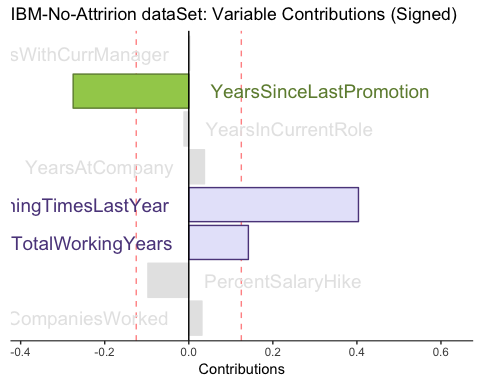 IBM-No-Attririon dataSet: Variable Contributions (Signed)
sWithCurrManager
YearsSinceLastPromotion
YearsInCurrentRole
YearsAtCompany
ningTimesLastYear
TotalWorkingYears
PercentSalaryHike
CompaniesWorked
-0.4 -0.2 0.0 0.2 0.4 0.6
Contributions